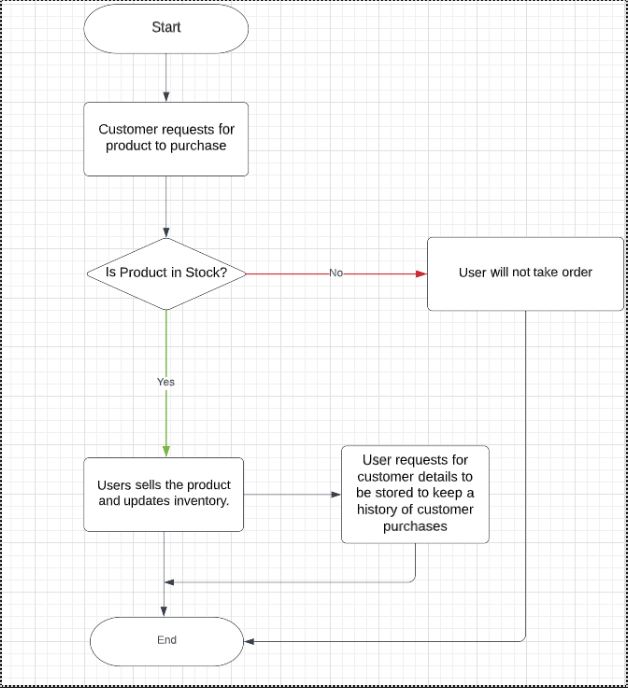 Start
Customer requests for
product to purchase
Is Product in Stock?
No
User will not take order
Yes
Users sells the product
and updates inventory.
User requests for
customer details to
be stored to keep a
history of customer
purchases
End